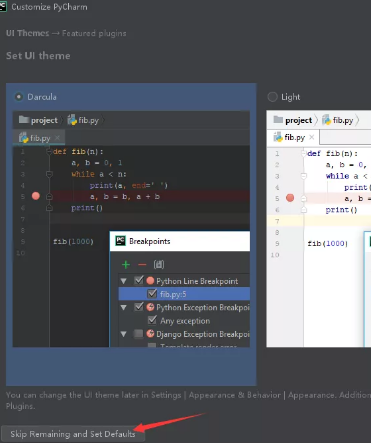 Customize PyCharm
UI Themes → Featured plugins
Set UI theme
Darcula
project fib.py
fib.py ×
1 def fib(n):
2 a, b = 0, 1
3 while a < n:
4 print(a, end=' ')
5 a, b = b, a + b
6 print()
7
8
9 fib(1000)
10
Breakpoints
Python Line Breakpoint
fib.py:5
Python Exception Breakpoi
Any exception
Django Exception Breakpoi
Template render error
Light
project fib.py
fib.py ×
1 def fib(n):
2 a, b = 0,
3 while a <
4 print(
5 a, b =
6 print()
7
8
9 fib(1000)
10
You can change the UI theme later in Settings | Appearance & Behavior | Appearance. Addition
Plugins.
Skip Remaining and Set Defaults